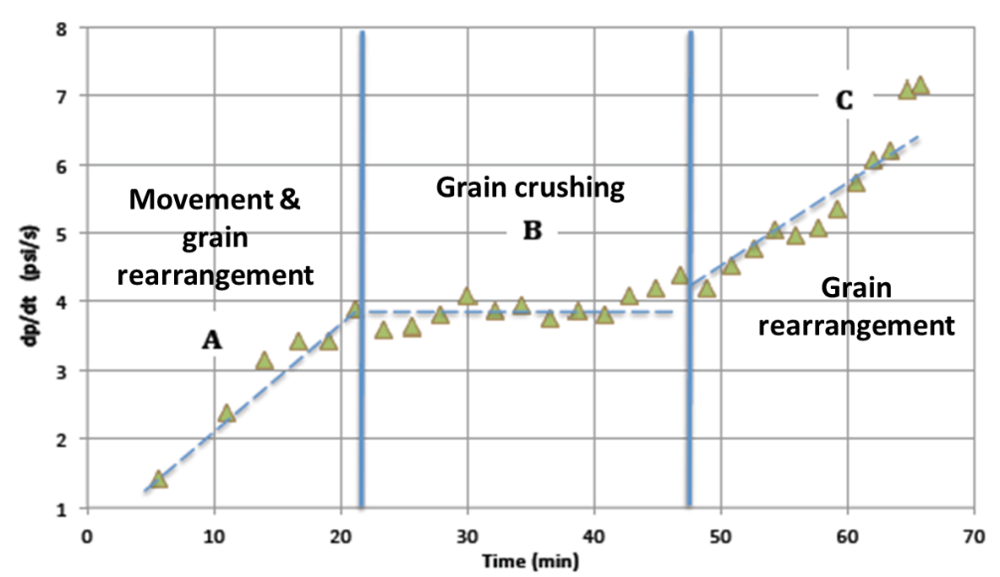 8
7
6
5
4
3
2
1
0
10
20
30
40
50
60
70
dp/dt (psi/s)
Time (min)
Movement &
grain
rearrangement
A
Grain crushing
B
C
Grain
rearrangement